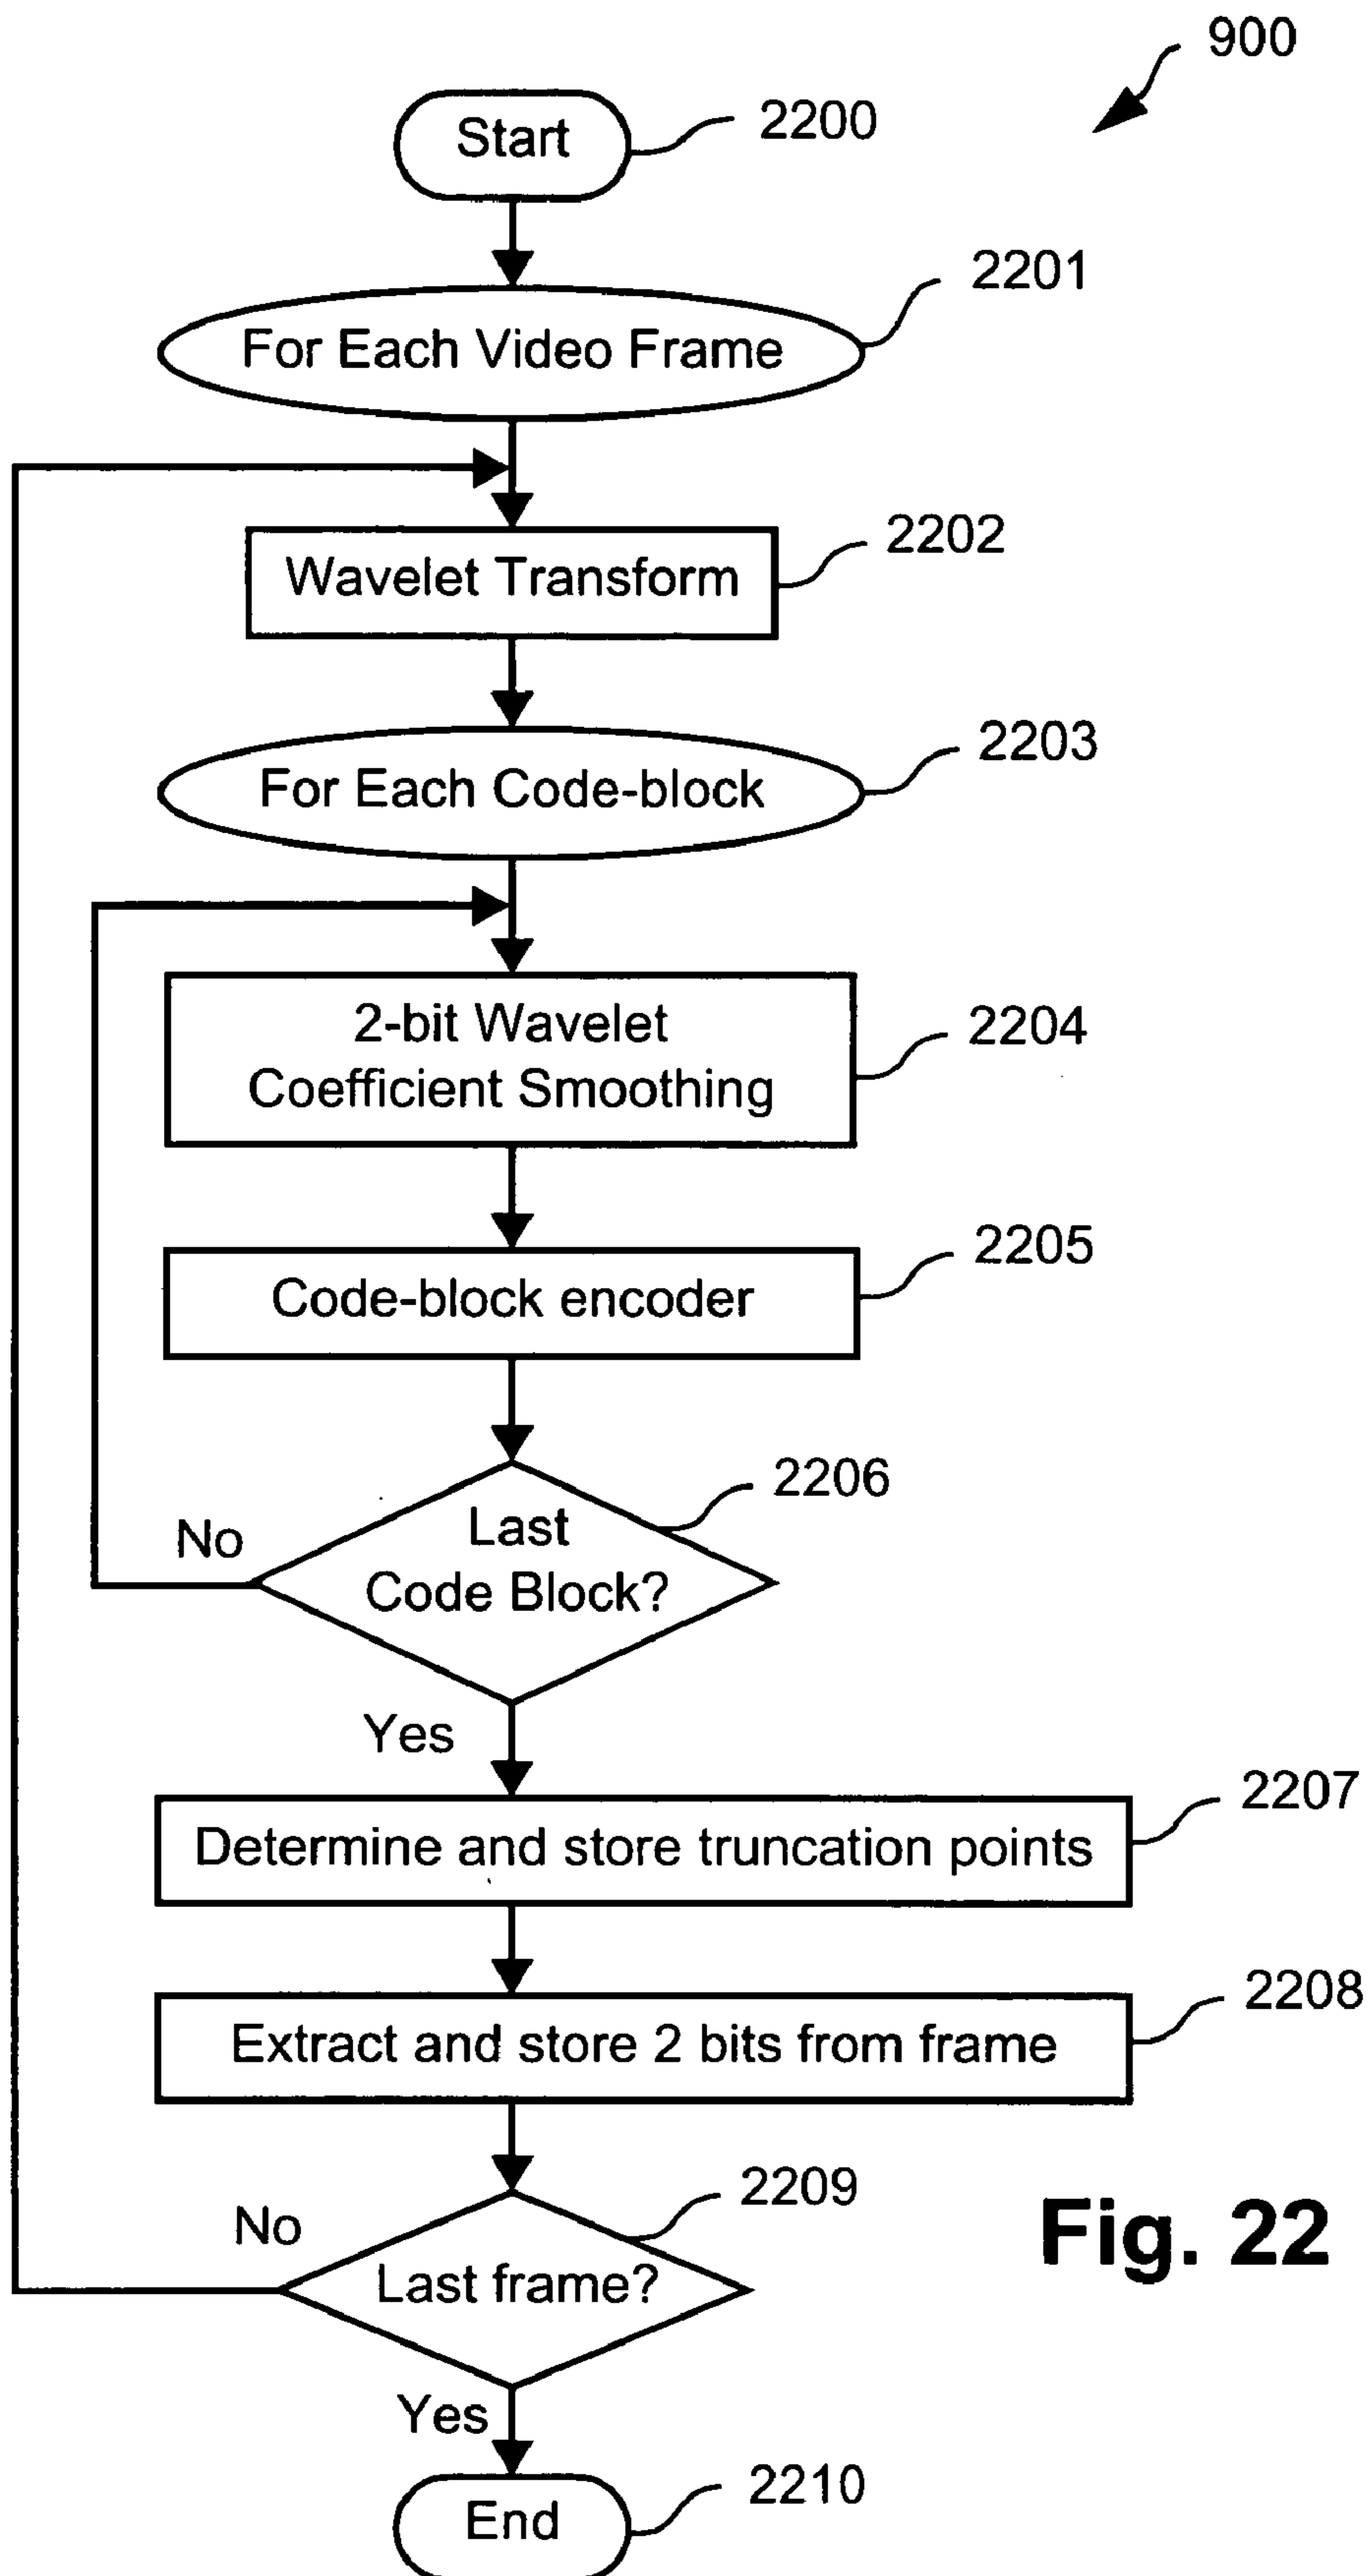 900
Start
2200
For Each Video Frame
2201
Wavelet Transform
2202
For Each Code-block
2203
2-bit Wavelet
Coefficient Smoothing
2204
Code-block encoder
2205
Last
Code Block?
2206
No
Yes
Determine and store truncation points
2207
Extract and store 2 bits from frame
2208
Last frame?
2209
No
Yes
End
2210
Fig. 22